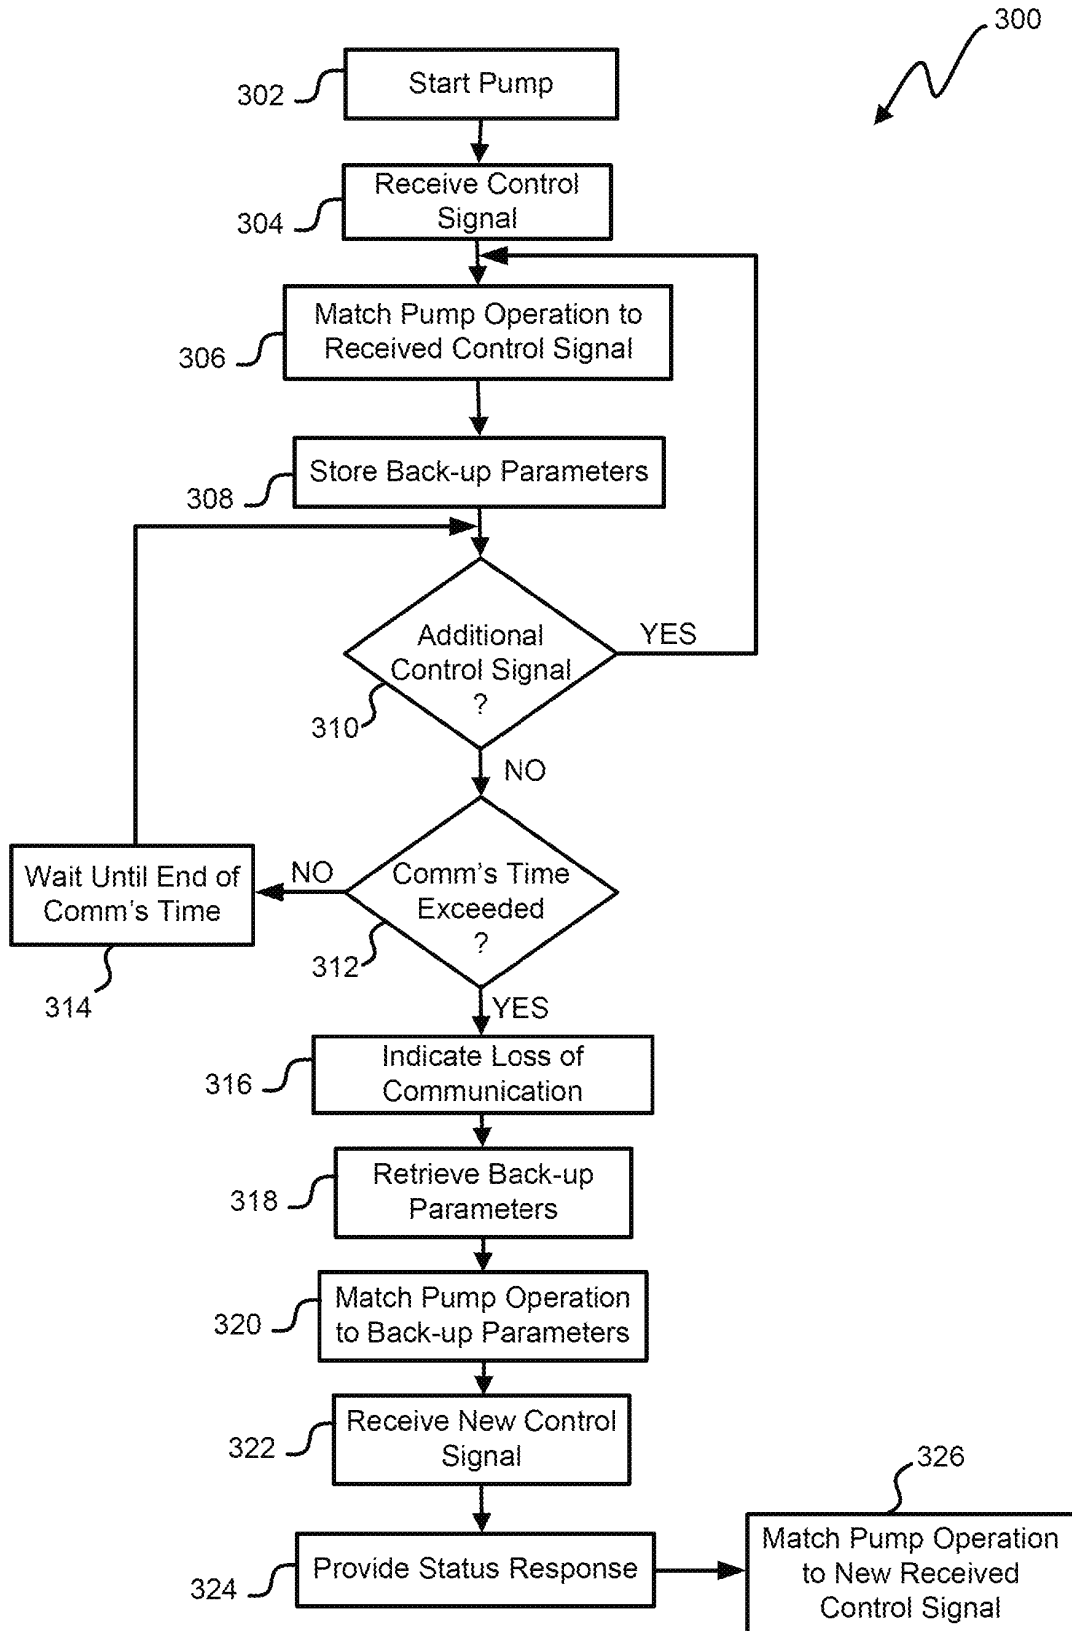 300
302
Start Pump
304
Receive Control
Signal
306
Match Pump Operation to
Received Control Signal
308
Store Back-up Parameters
310
Additional
Control Signal
?
YES
NO
312
Comm's Time
Exceeded
?
NO
Wait Until End of
Comm's Time
314
YES
316
Indicate Loss of
Communication
318
Retrieve Back-up
Parameters
320
Match Pump Operation
to Back-up Parameters
322
Receive New Control
Signal
324
Provide Status Response
326
Match Pump Operation
to New Received
Control Signal